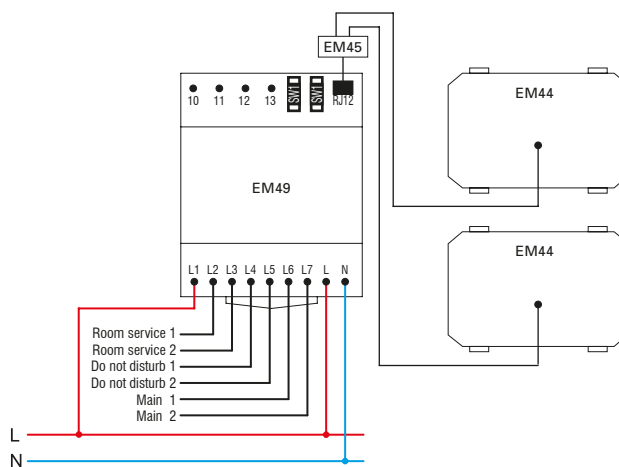 EM45
EM44
10 11 12 13 SW1 SW1 RJ12
EM49
EM44
L1 L2 L3 L4 L5 L6 L7 L N
Room service 1
Room service 2
Do not disturb 1
Do not disturb 2
Main 1
Main 2
L
N